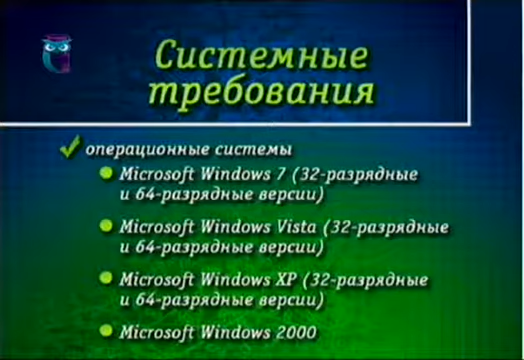 Системные
требования
операционные системы
Microsoft Windows 7 (32-разрядные
и 64-разрядные версии)
Microsoft Windows Vista (32-разрядные
и 64-разрядные версии)
Microsoft Windows XP (32-разрядные
и 64-разрядные версии)
Microsoft Windows 2000